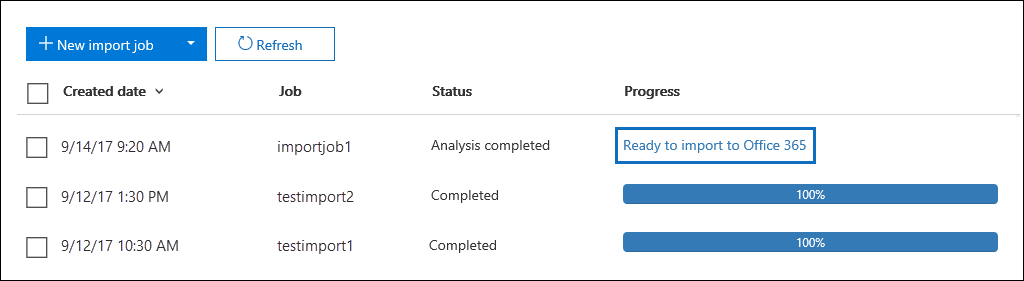 New import job
Refresh
Created date Job Status Progress
9/14/17 9:20 AM importjob1 Analysis completed Ready to import to Office 365
9/12/17 1:30 PM testimport2 Completed 100%
9/12/17 10:30 AM testimport1 Completed 100%